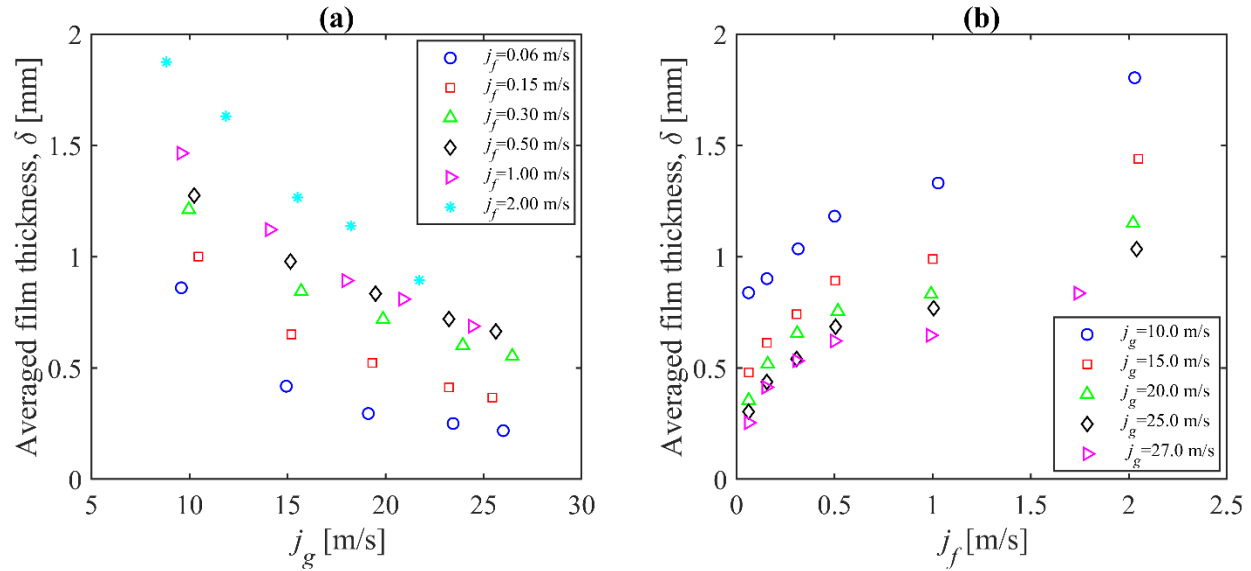 (a)
Averaged film thickness, δ [mm]
2
1.5
1
0.5
0
5
10
15
20
25
30
j_g [m/s]
j_f=0.06 m/s
j_f=0.15 m/s
j_f=0.30 m/s
j_f=0.50 m/s
j_f=1.00 m/s
j_f=2.00 m/s
(b)
Averaged film thickness, δ [mm]
2
1.5
1
0.5
0
0
0.5
1
1.5
2
2.5
j_f [m/s]
j_g=10.0 m/s
j_g=15.0 m/s
j_g=20.0 m/s
j_g=25.0 m/s
j_g=27.0 m/s